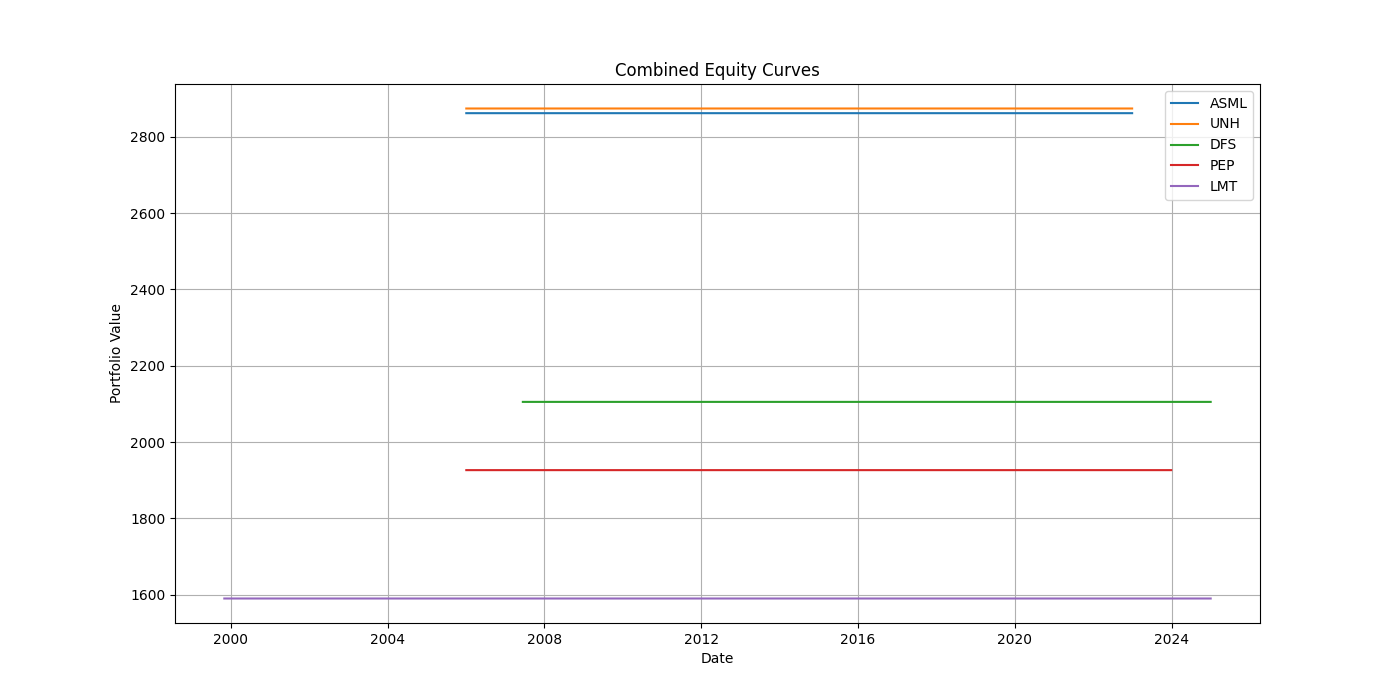 Combined Equity Curves
ASML
UNH
DFS
PEP
LMT
2800
2600
2400
2200
2000
1800
1600
Portfolio Value
2000 2004 2008 2012 2016 2020 2024
Date